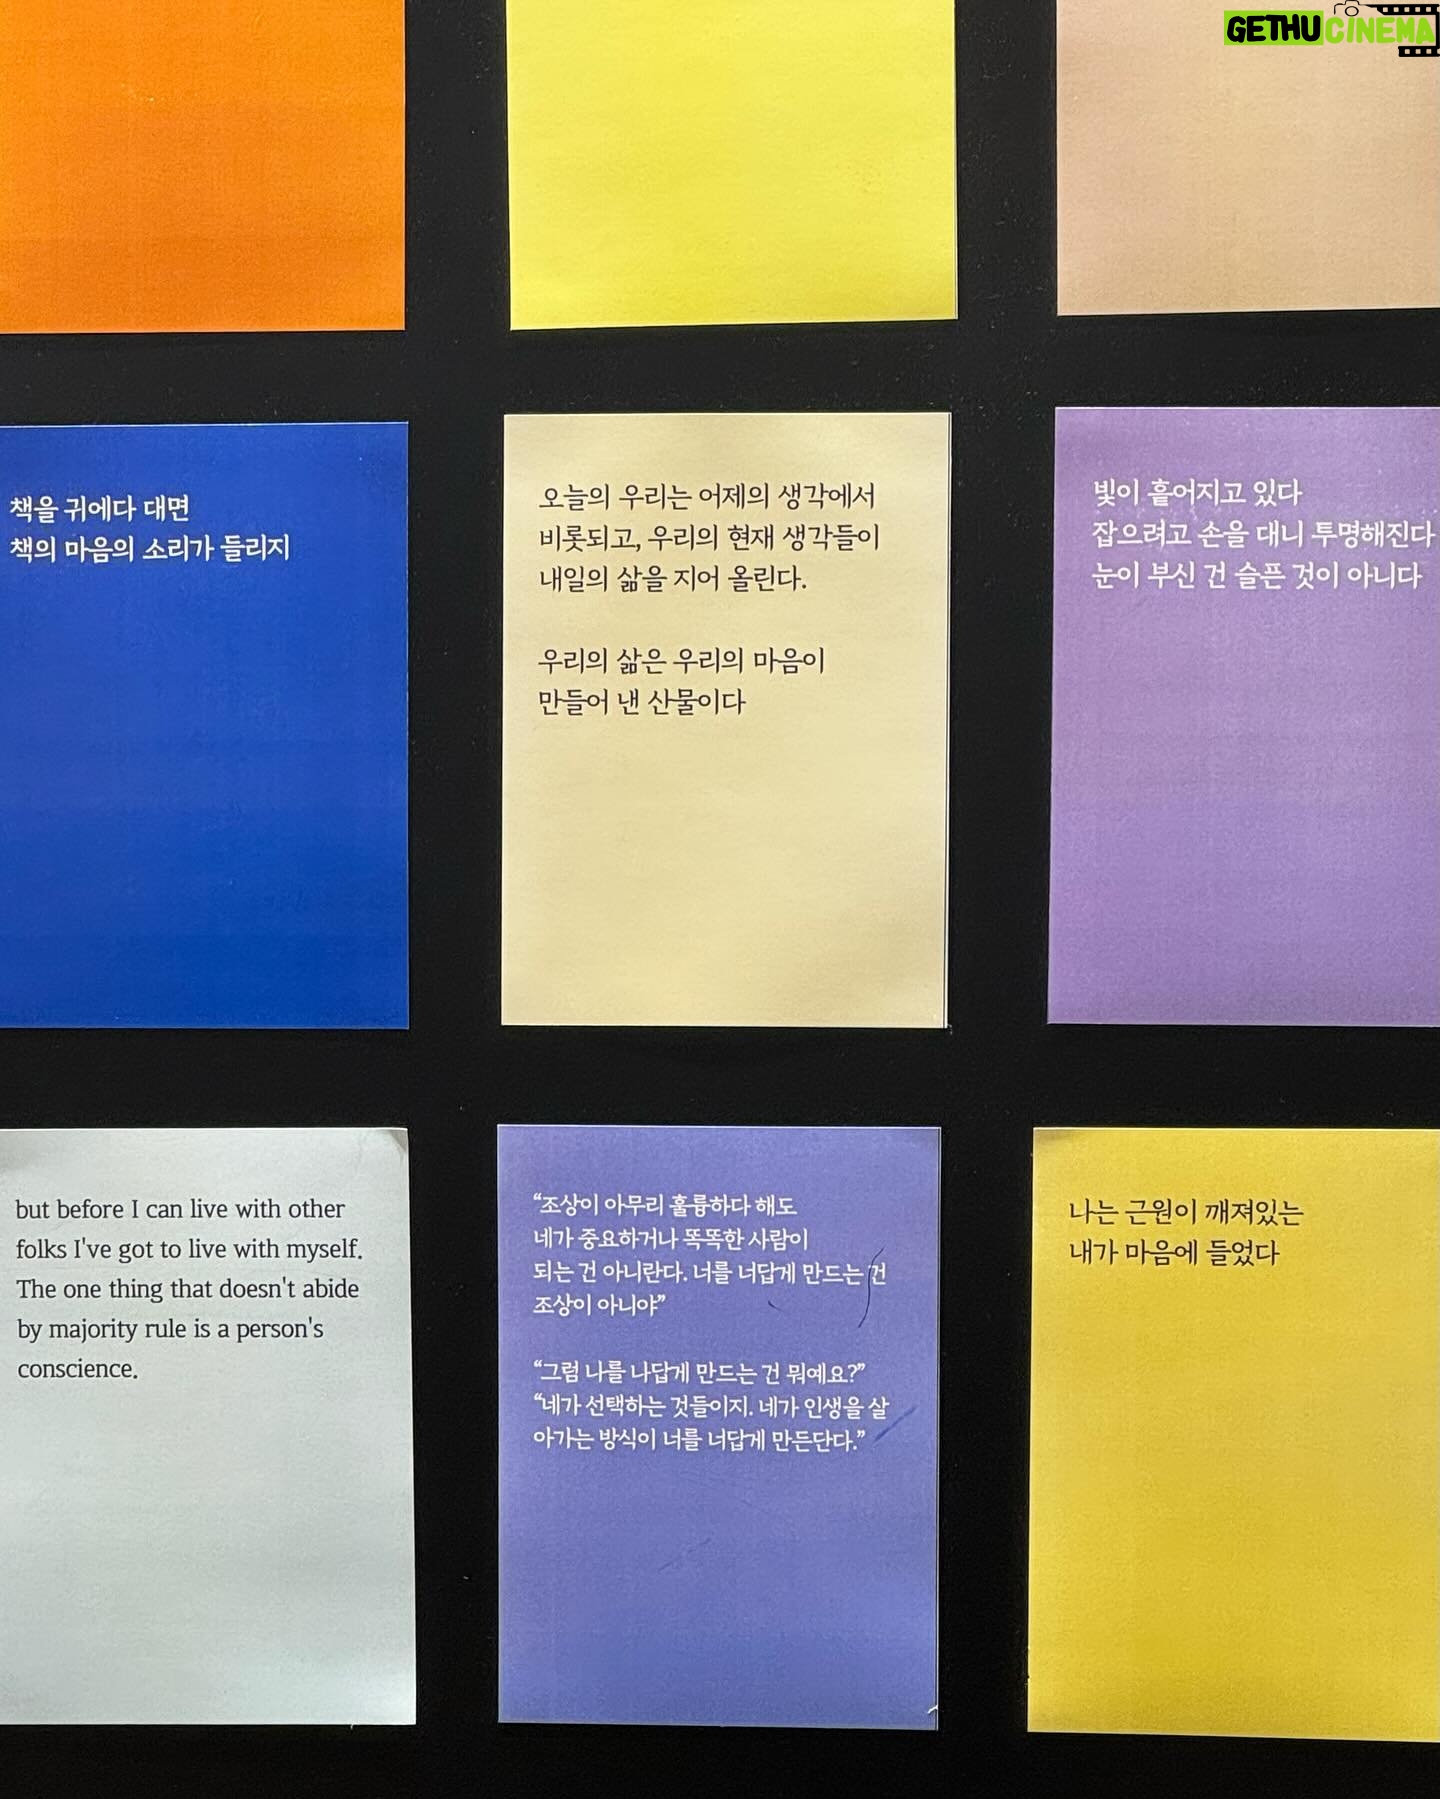 GETHUCINEMA
책을 귀에다 대면
책의 마음의 소리가 들리지
오늘의 우리는 어제의 생각에서
비롯되고, 우리의 현재 생각들이
내일의 삶을 지어 올린다.
우리의 삶은 우리의 마음이
만들어 낸 산물이다
빛이 흩어지고 있다
잡으려고 손을 대니 투명해진다
눈이 부신 건 슬픈 것이 아니다
but before I can live with other
folks I've got to live with myself.
The one thing that doesn't abide
by majority rule is a person's
conscience.
“조상이 아무리 훌륭하다 해도
네가 중요하거나 똑똑한 사람이
되는 건 아니란다. 너를 너답게 만드는 건
조상이 아니야”
“그럼 나를 나답게 만드는 건 뭐예요?”
“네가 선택하는 것들이지. 네가 인생을 살
아가는 방식이 너를 너답게 만든단다.”
나는 근원이 깨져있는
내가 마음에 들었다